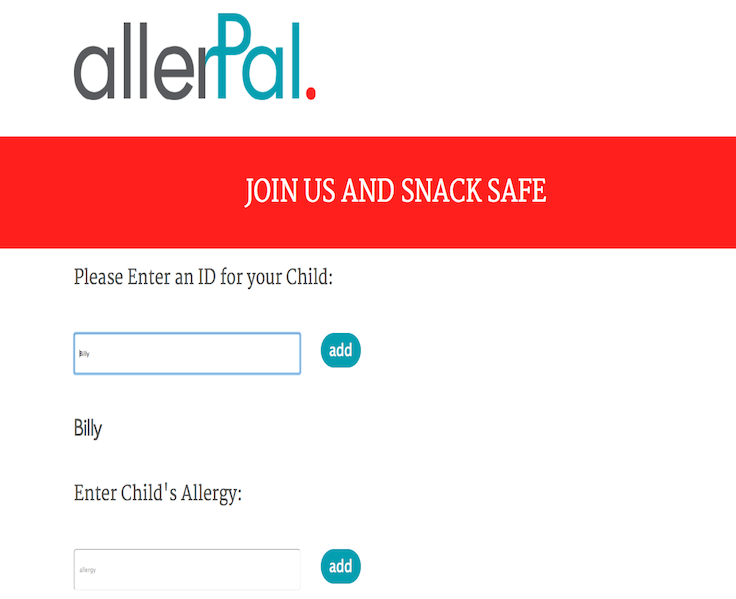 allerPal.
JOIN US AND SNACK SAFE
Please Enter an ID for your Child:
Billy
add
Billy
Enter Child's Allergy:
allergy
add